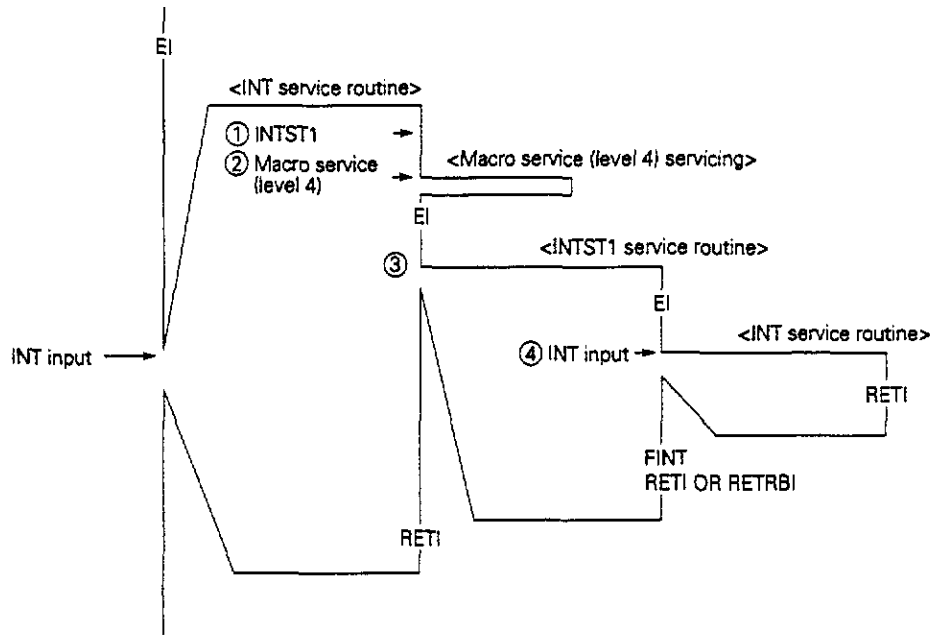 EI
<INT service routine>
① INTST1
② Macro service
(level 4)
<Macro service (level 4) servicing>
EI
③
<INTST1 service routine>
EI
INT input
④ INT input
<INT service routine>
RETI
FINT
RETI OR RETRBI
RETI